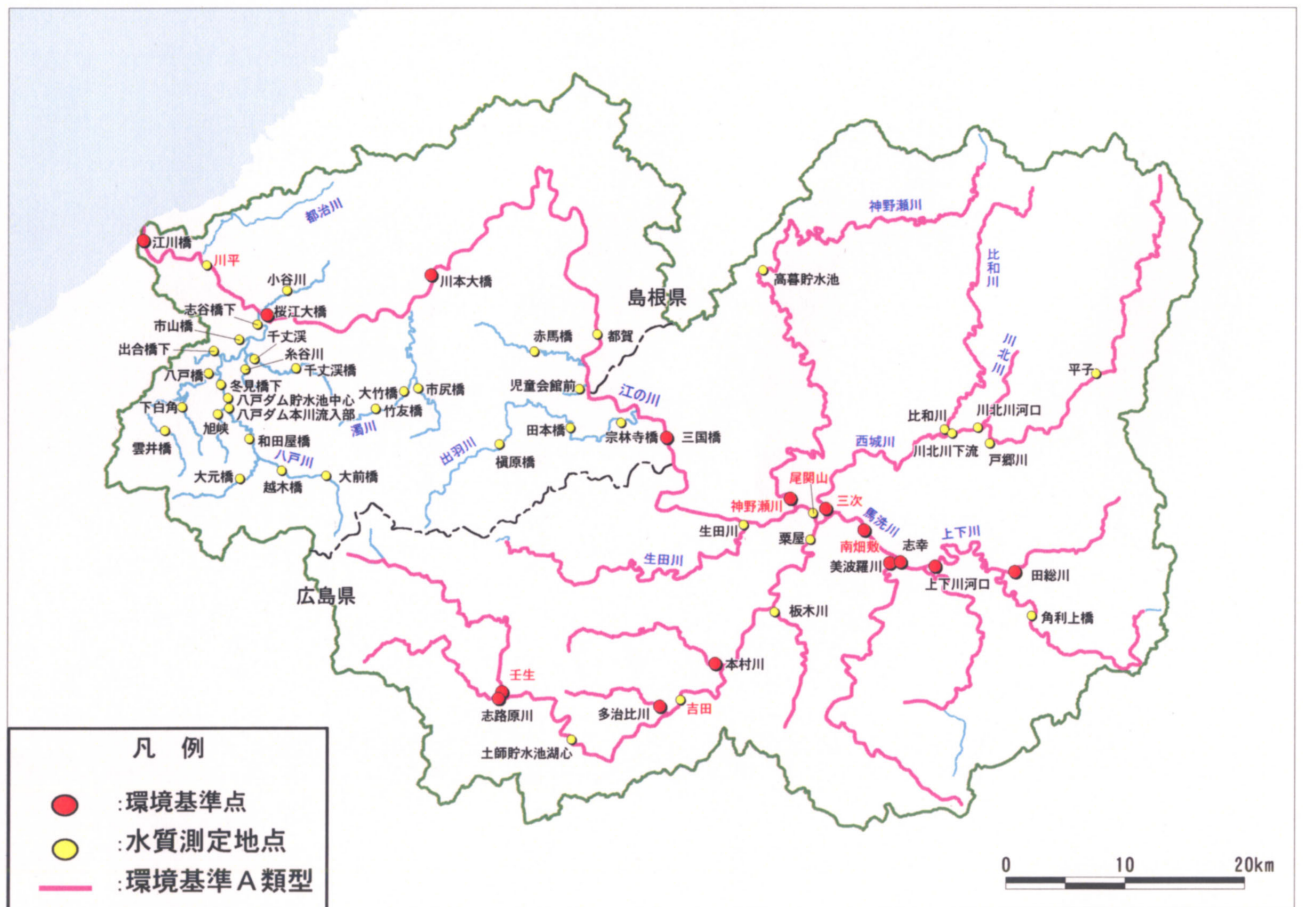 神野瀬川
都治川
比和川
江川橋
川平
小谷川
川本大橋
高暮貯水池
島根県
志谷橋下
桜江大橋
市山橋
千丈渓
赤馬橋
都賀
出合橋下
糸谷川
川北川
八戸橋
千丈渓橋
平子
冬見橋下
大竹橋
市尻橋
児童会館前
江の川
八戸ダム貯水池中心
下臼角
八戸ダム本川流入部
竹友橋
濁川
比和川
川北川河口
旭峡
田本橋
宗林寺橋
三国橋
雲井橋
和田屋橋
出羽川
槇原橋
西城川
川北川下流
戸郷川
八戸川
大元橋
越木橋
大前橋
尾関山
神野瀬川
三次
馬洗川
生田川
粟屋
南畑敷
志幸
上下川
生田川
美波羅川
上下川河口
田総川
広島県
板木川
角利上橋
本村川
壬生
志路原川
多治比川
吉田
土師貯水池湖心
凡 例
:環境基準点
:水質測定地点
:環境基準A類型
0 10 20km